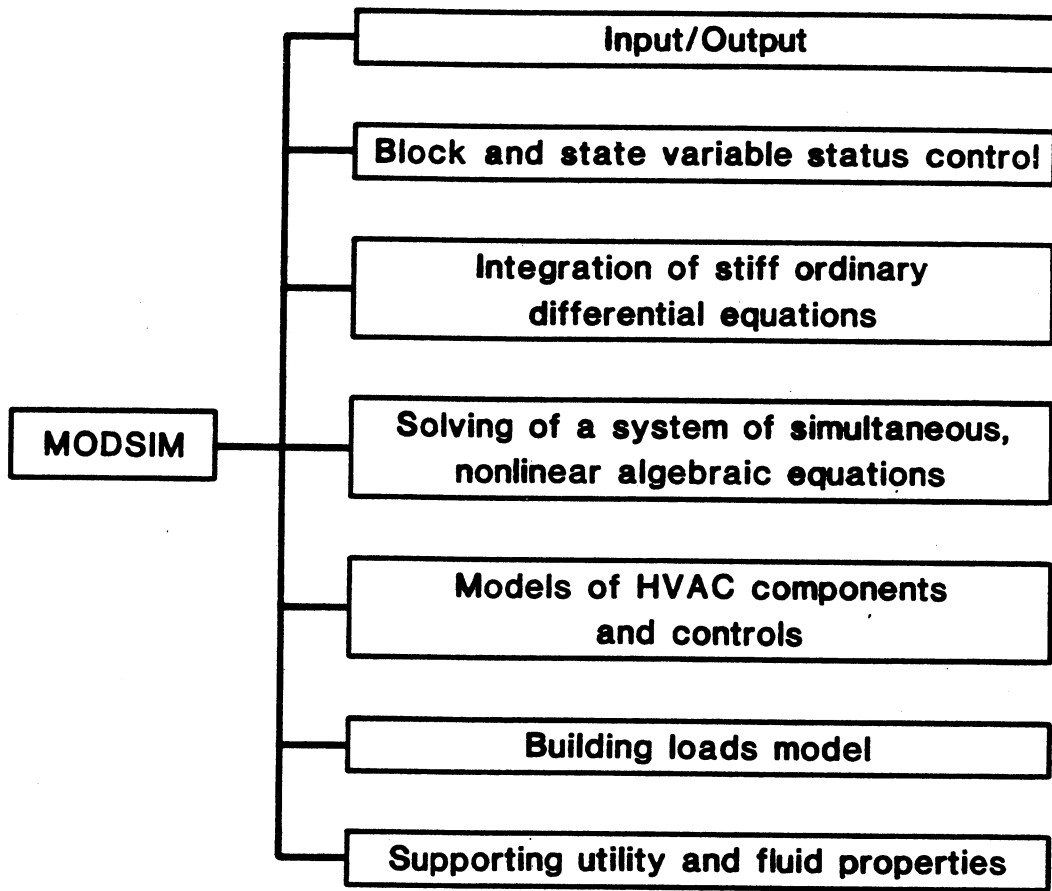 Input/Output
Block and state variable status control
Integration of stiff ordinary
differential equations
MODSIM
Solving of a system of simultaneous,
nonlinear algebraic equations
Models of HVAC components
and controls
Building loads model
Supporting utility and fluid properties